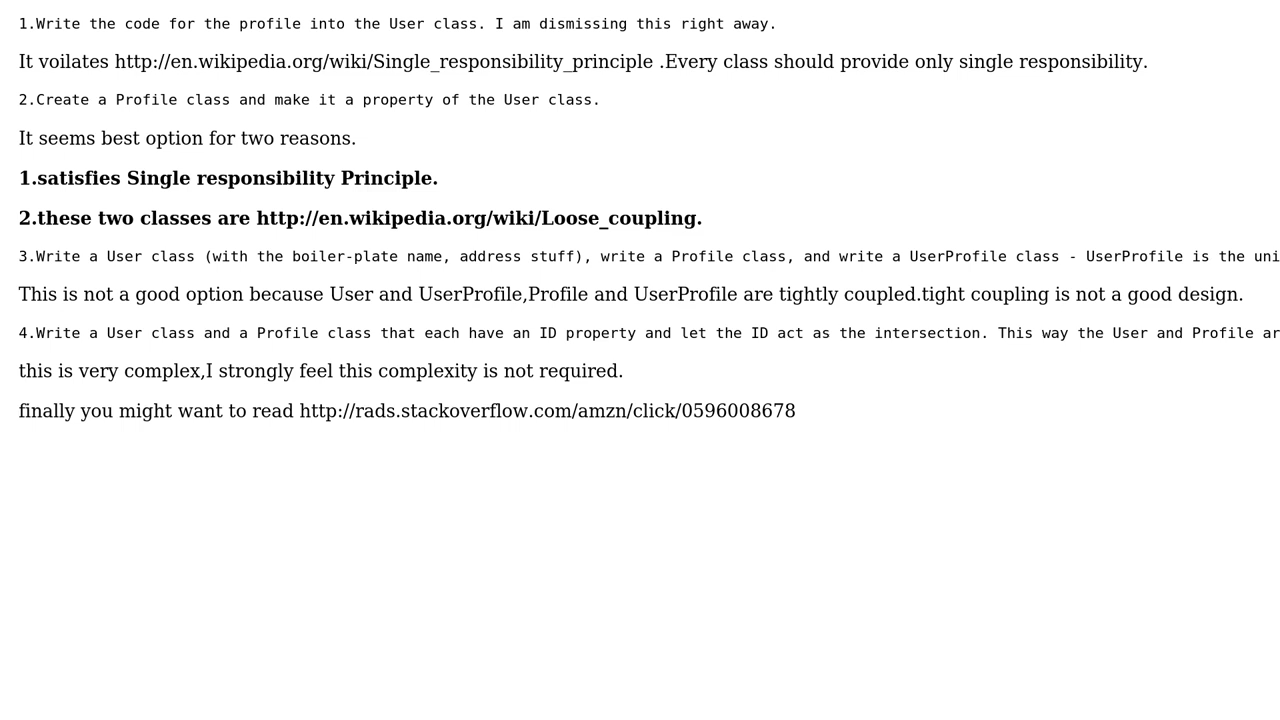 1.Write the code for the profile into the User class. I am dismissing this right away.
It voilates http://en.wikipedia.org/wiki/Single_responsibility_principle .Every class should provide only single responsibility.
2.Create a Profile class and make it a property of the User class.
It seems best option for two reasons.
1.satisfies Single responsibility Principle.
2.these two classes are http://en.wikipedia.org/wiki/Loose_coupling.
3.Write a User class (with the boiler-plate name, address stuff), write a Profile class, and write a UserProfile class - UserProfile is the
This is not a good option because User and UserProfile,Profile and UserProfile are tightly coupled.tight coupling is not a good design.
4.Write a User class and a Profile class that each have an ID property and let the ID act as the intersection. This way the User and Profile
this is very complex,I strongly feel this complexity is not required.
finally you might want to read http://rads.stackoverflow.com/amzn/click/0596008678